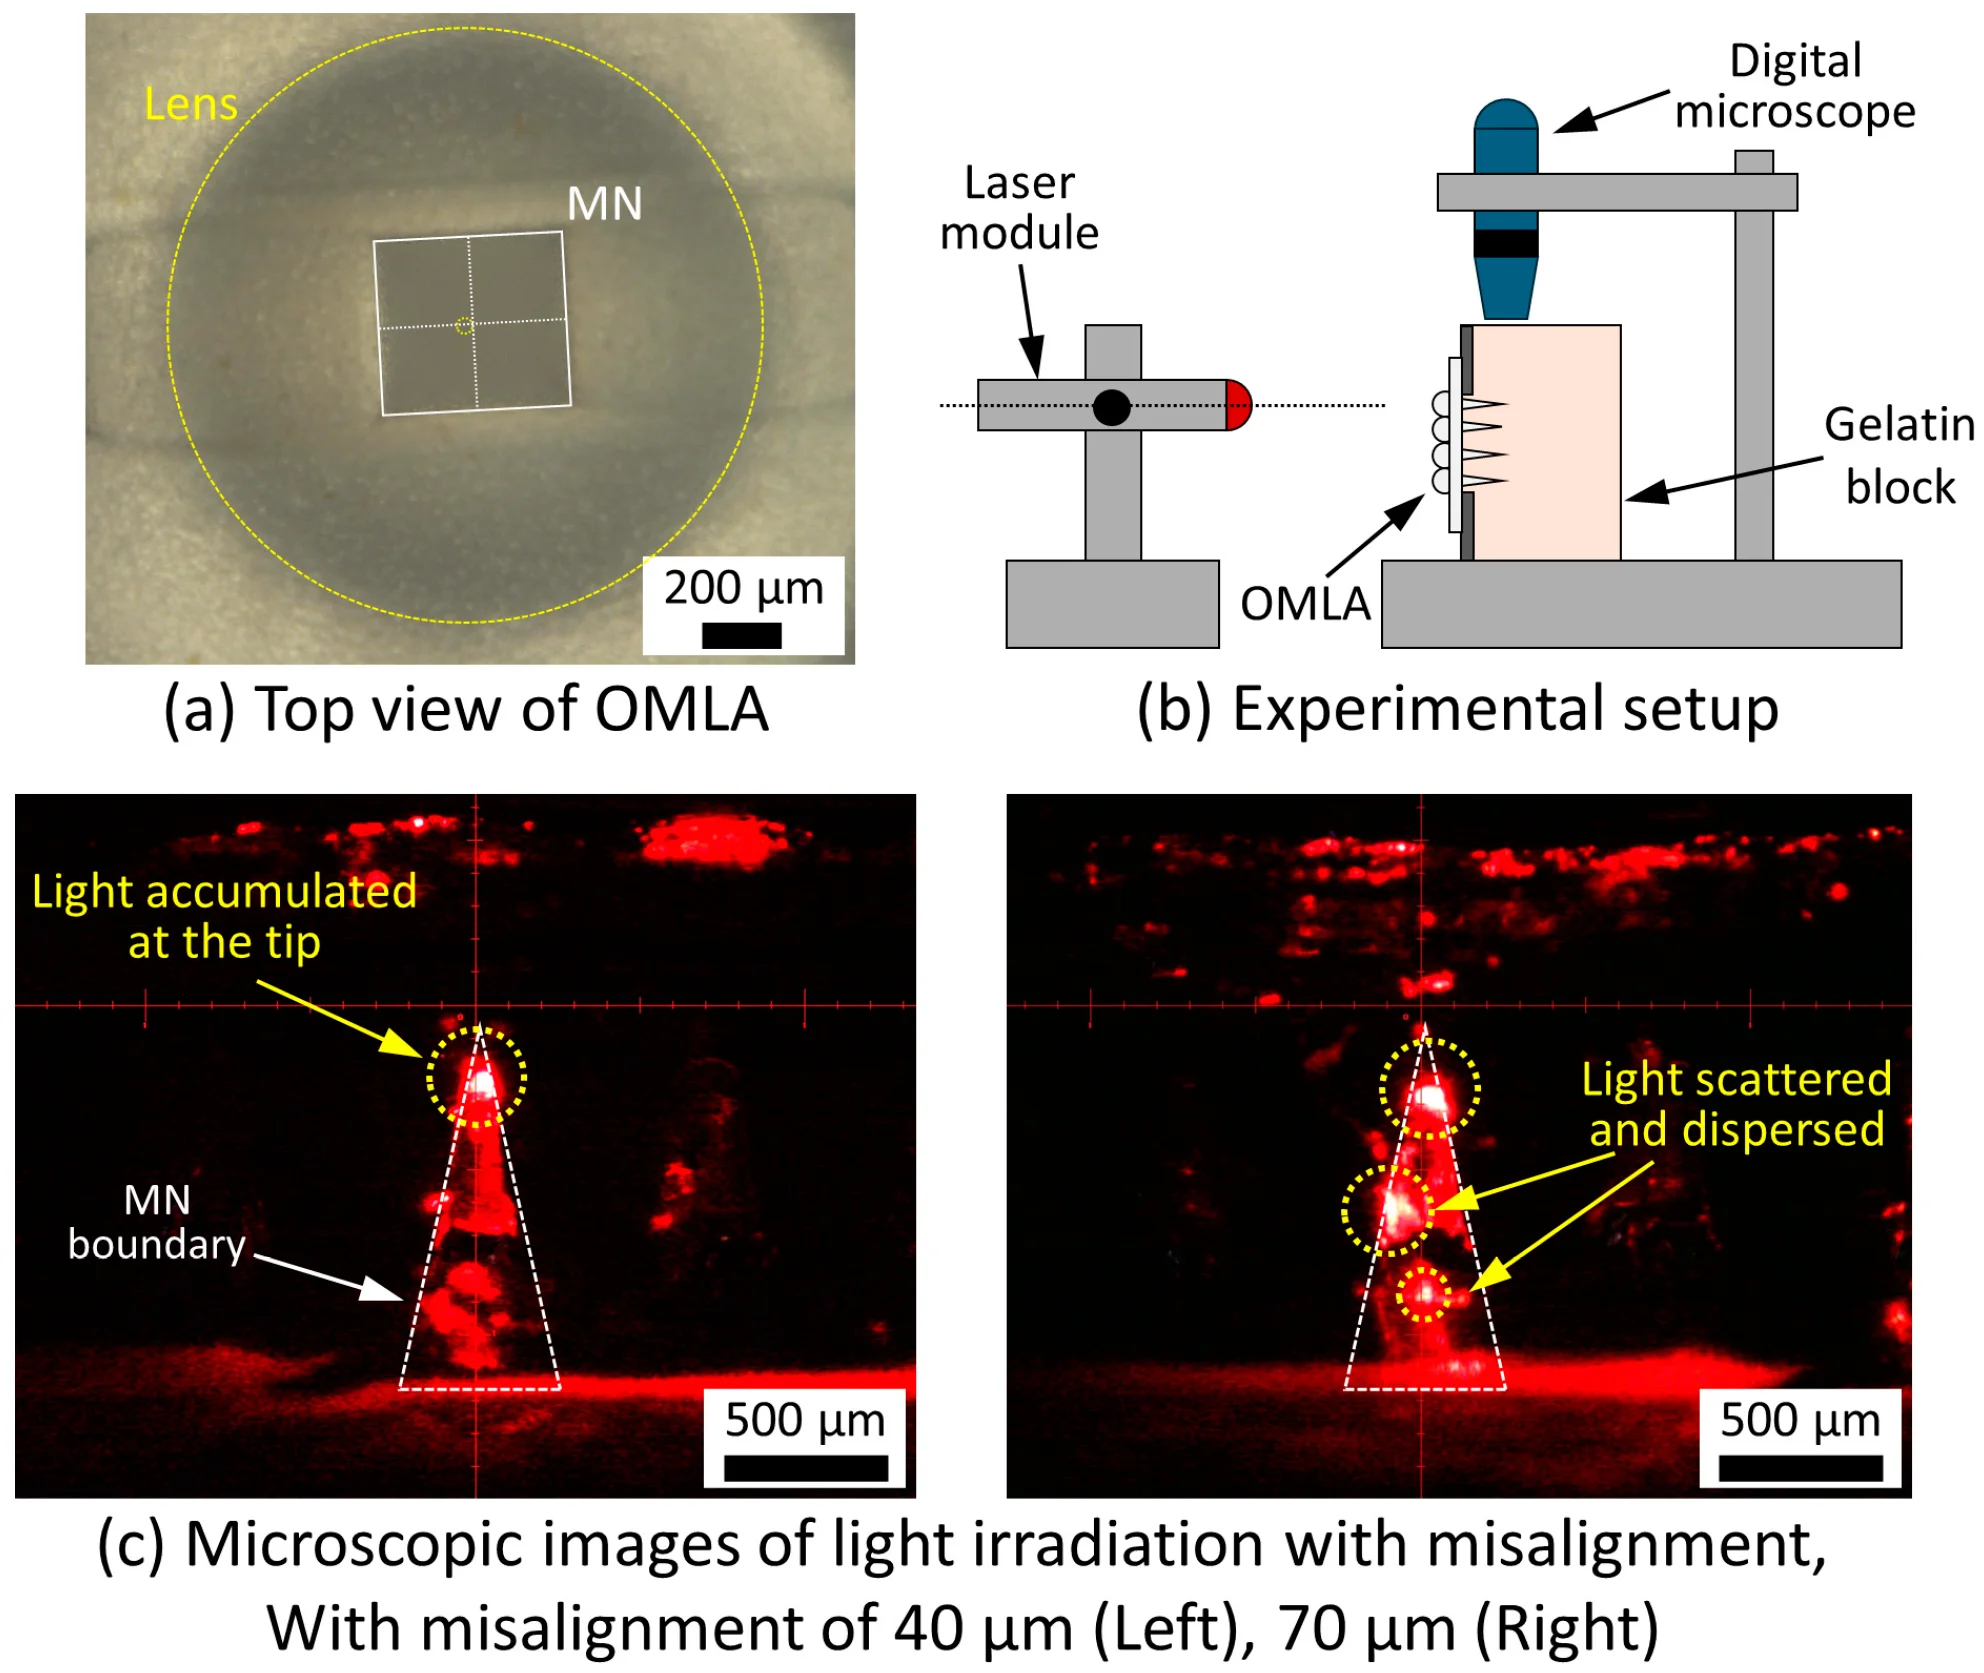 Lens
MN
200 µm
(a) Top view of OMLA
Digital
microscope
Laser
module
Gelatin
block
OMLA
(b) Experimental setup
Light accumulated
at the tip
MN
boundary
500 µm
Light scattered
and dispersed
500 µm
(c) Microscopic images of light irradiation with misalignment,
With misalignment of 40 µm (Left), 70 µm (Right)